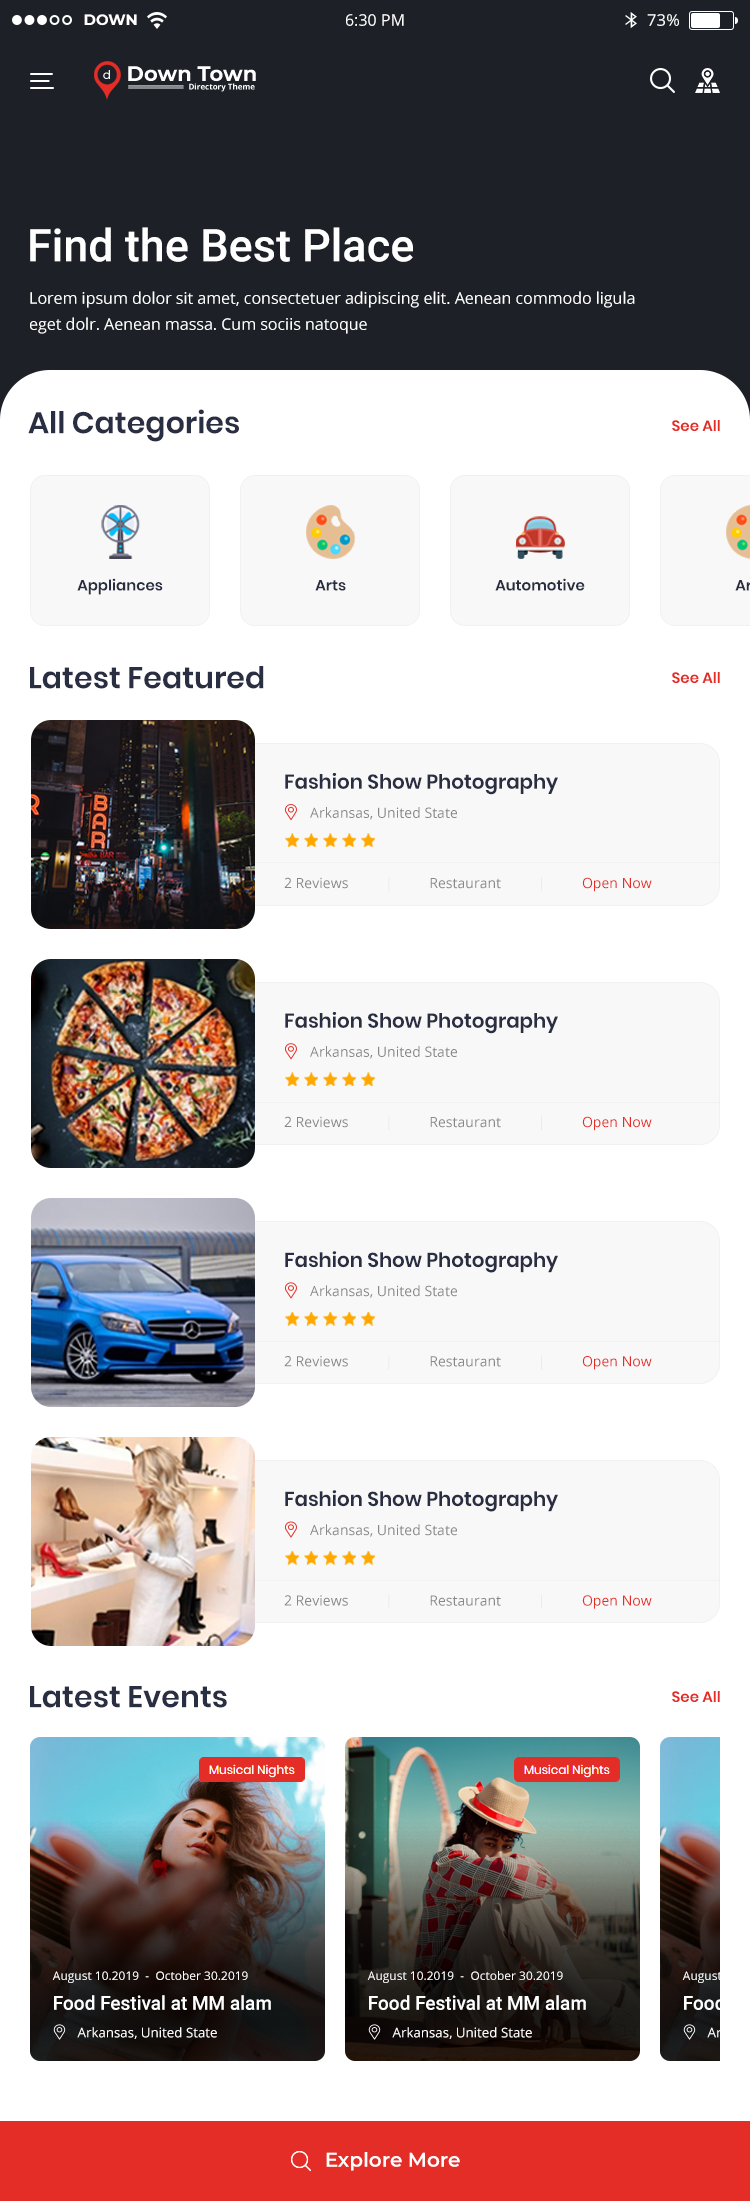 DOWN
6:30 PM
73%
d Down Town
Directory Theme
Find the Best Place
Lorem ipsum dolor sit amet, consectetuer adipiscing elit. Aenean commodo ligula
eget dolr. Aenean massa. Cum sociis natoque
All Categories
See All
Appliances
Arts
Automotive
Ar
Latest Featured
See All
R
BAR
BAR
Fashion Show Photography
Arkansas, United State
2 Reviews
Restaurant
Open Now
Fashion Show Photography
Arkansas, United State
2 Reviews
Restaurant
Open Now
Fashion Show Photography
Arkansas, United State
2 Reviews
Restaurant
Open Now
Fashion Show Photography
Arkansas, United State
2 Reviews
Restaurant
Open Now
Latest Events
See All
Musical Nights
August 10.2019 - October 30.2019
Food Festival at MM alam
Arkansas, United State
Musical Nights
August 10.2019 - October 30.2019
Food Festival at MM alam
Arkansas, United State
August
Food
Ar
Explore More